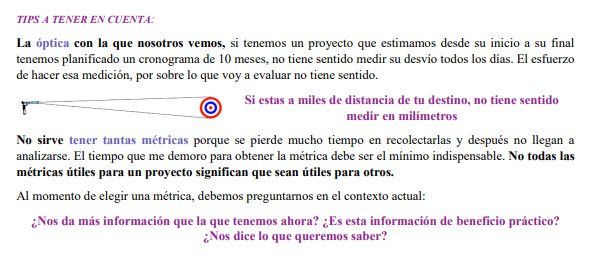 TIPS A TENER EN CUENTA:
La óptica con la que nosotros vemos, si tenemos un proyecto que estimamos desde su inicio a su final
tenemos planificado un cronograma de 10 meses, no tiene sentido medir su desvío todos los días. El esfuerzo
de hacer esa medición, por sobre lo que voy a evaluar no tiene sentido.
Si estas a miles de distancia de tu destino, no tiene sentido
medir en milímetros
No sirve tener tantas métricas porque se pierde mucho tiempo en recolectarlas y después no llegan a
analizarse. El tiempo que me demoro para obtener la métrica debe ser el mínimo indispensable. No todas las
métricas útiles para un proyecto significan que sean útiles para otros.
Al momento de elegir una métrica, debemos preguntarnos en el contexto actual:
¿Nos da más información que la que tenemos ahora? ¿Es esta información de beneficio práctico?
¿Nos dice lo que queremos saber?